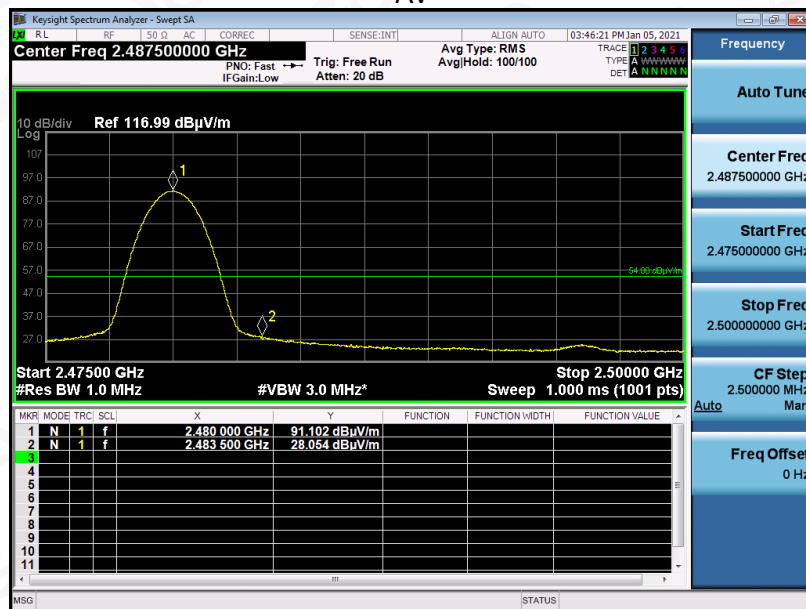 Keysight Spectrum Analyzer - Swept SA
RL RF 50 Ω AC CORREC SENSE:INT ALIGN AUTO 03:46:21 PM Jan 05, 2021
Center Freq 2.487500000 GHz
PNO: Fast
IFGain:Low
Trig: Free Run
Atten: 20 dB
Avg Type: RMS
Avg|Hold: 100/100
TRACE 1 2 3 4 5 6
TYPE A WWWWW
DET A N N N N N
10 dB/div Ref 116.99 dBµV/m
Log
107
97.0
1
87.0
77.0
67.0
57.0
54.00 dBµV/m
47.0
37.0
2
27.0
Start 2.47500 GHz Stop 2.50000 GHz
#Res BW 1.0 MHz #VBW 3.0 MHz* Sweep 1.000 ms (1001 pts)
MKR MODE TRC SCL X Y FUNCTION FUNCTION WIDTH FUNCTION VALUE
1 N 1 f 2.480 000 GHz 91.102 dBµV/m
2 N 1 f 2.483 500 GHz 28.054 dBµV/m
3
4
5
6
7
8
9
10
11
MSG STATUS
Frequency
Auto Tune
Center Freq
2.487500000 GHz
Start Freq
2.475000000 GHz
Stop Freq
2.500000000 GHz
CF Step
2.500000 MHz
Auto Man
Freq Offset
0 Hz